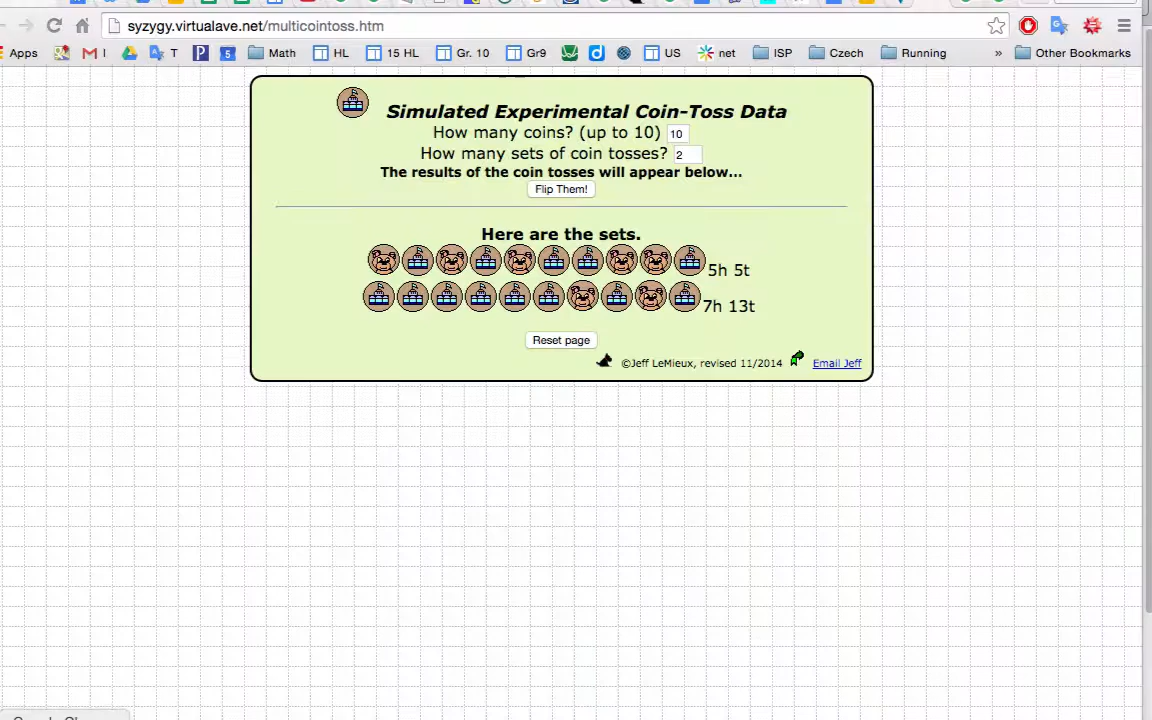 syzygy.virtualave.net/multicointoss.htm
Apps M I T P 5 Math HL 15 HL Gr. 10 Gr9 US net ISP Czech Running » Other Bookmarks
Simulated Experimental Coin-Toss Data
How many coins? (up to 10) 10
How many sets of coin tosses? 2
The results of the coin tosses will appear below...
Flip Them!
Here are the sets.
5h 5t
7h 13t
Reset page
©Jeff LeMieux, revised 11/2014 Email Jeff